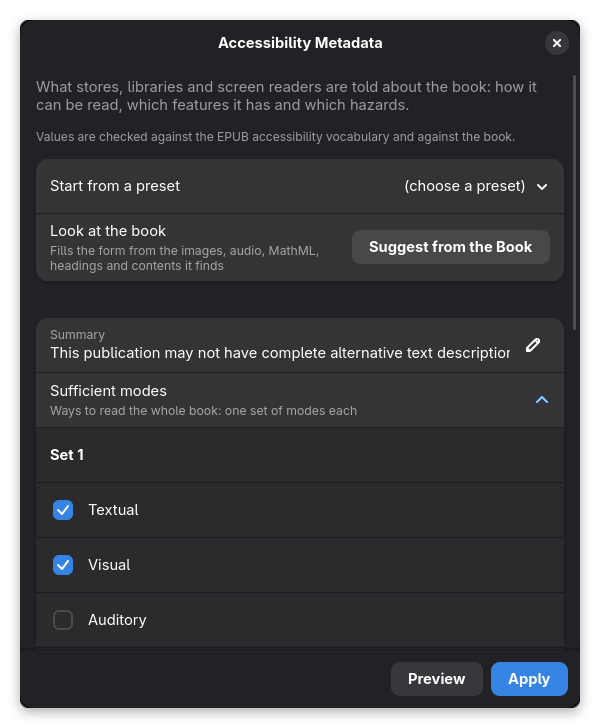 Accessibility Metadata
What stores, libraries and screen readers are told about the book: how it
can be read, which features it has and which hazards.
Values are checked against the EPUB accessibility vocabulary and against the book.
Start from a preset
(choose a preset)
Look at the book
Fills the form from the images, audio, MathML,
headings and contents it finds
Suggest from the Book
Summary
This publication may not have complete alternative text
Sufficient modes
Ways to read the whole book: one set of modes each
Set 1
Textual
Visual
Auditory
Preview
Apply